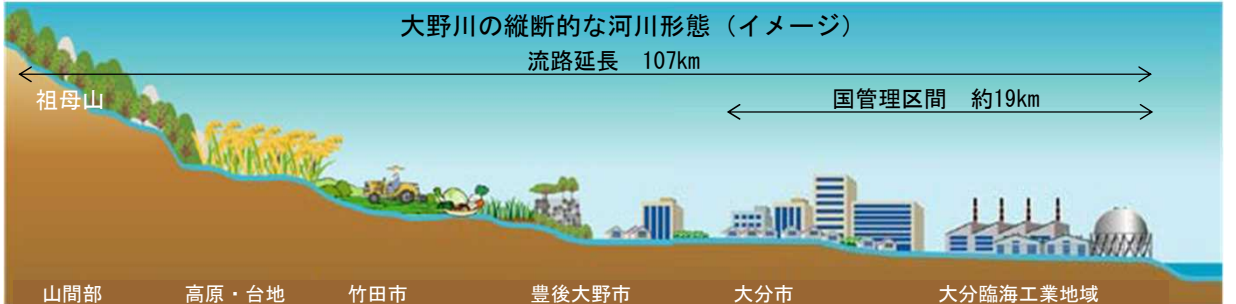 大野川の縦断的な河川形態（イメージ）
流路延長　107km
祖母山
国管理区間　約19km
山間部　高原・台地　竹田市　豊後大野市　大分市　大分臨海工業地域